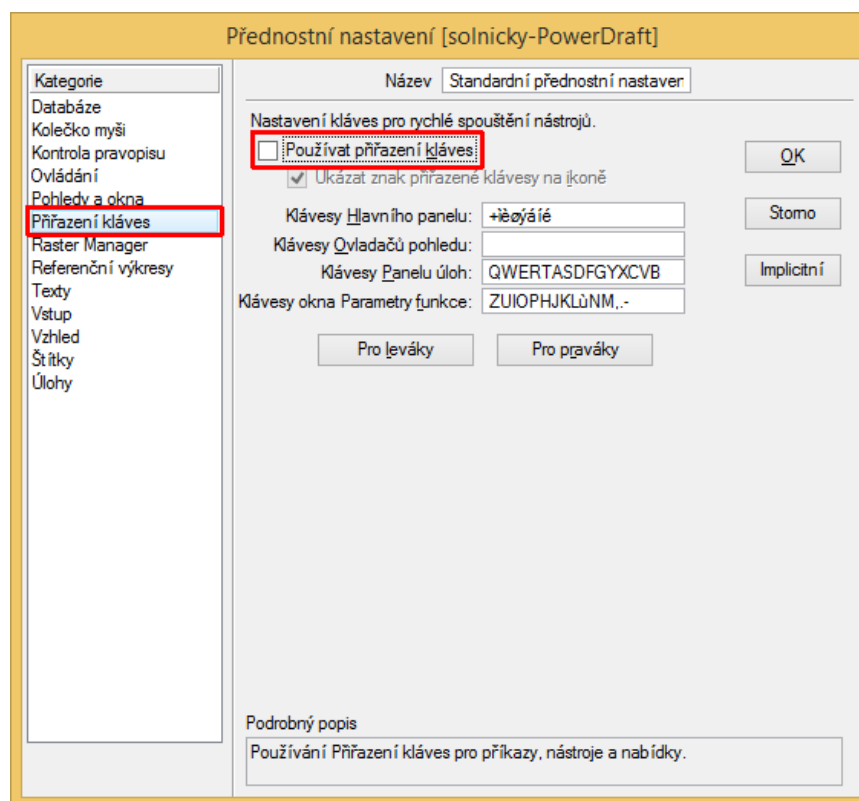 Přednostní nastavení [solnicky-PowerDraft]
Kategorie
Databáze
Kolečko myši
Kontrola pravopisu
Ovládání
Pohledy a okna
Přiřazení kláves
Raster Manager
Referenční výkresy
Texty
Vstup
Vzhled
Štítky
Úlohy
Název Standardní přednostní nastaver
Nastavení kláves pro rychlé spouštění nástrojů.
Používat přiřazení kláves
Ukázat znak přiřazené klávesy na ikoně
Klávesy Hlavního panelu: +ìèøýáíé
Klávesy Ovladačů pohledu:
Klávesy Panelu úloh: QWERTASDFGYXCVB
Klávesy okna Parametry funkce: ZUIOPHJKLùNM,.-
Pro leváky Pro praváky
OK
Storno
Implicitní
Podrobný popis
Používání Přiřazení kláves pro příkazy, nástroje a nabídky.